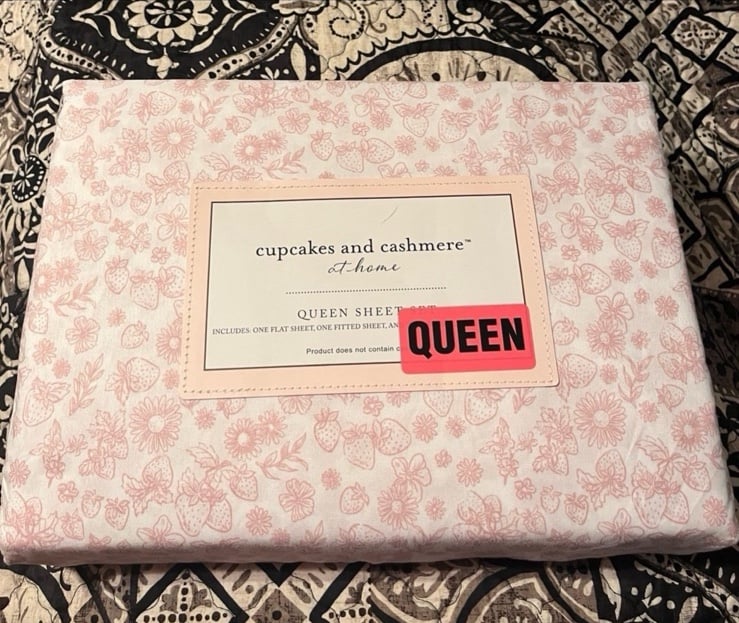 cupcakes and cashmere™
at home
QUEEN SHEET SET
INCLUDES: ONE FLAT SHEET, ONE FITTED SHEET, AN
Product does not contain
QUEEN